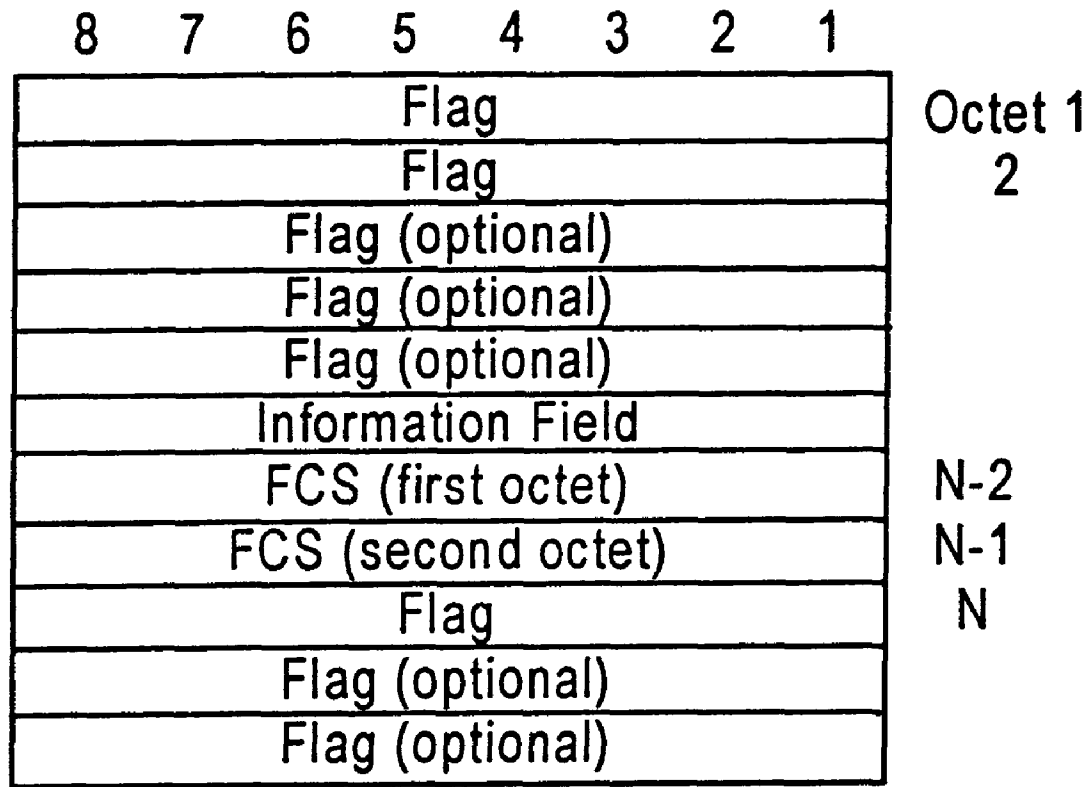 8 7 6 5 4 3 2 1
Flag Octet 1
Flag 2
Flag (optional)
Flag (optional)
Flag (optional)
Information Field
FCS (first octet) N-2
FCS (second octet) N-1
Flag N
Flag (optional)
Flag (optional)